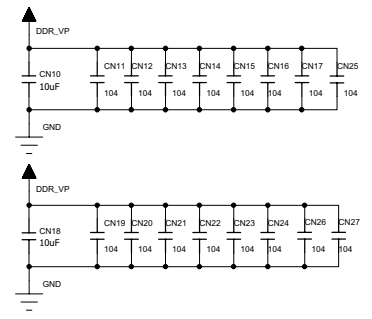 DDR_VP
CN10 CN11 CN12 CN13 CN14 CN15 CN16 CN17 CN25
10uF 104 104 104 104 104 104 104 104
GND
DDR_VP
CN18 CN19 CN20 CN21 CN22 CN23 CN24 CN26 CN27
10uF 104 104 104 104 104 104 104 104
GND